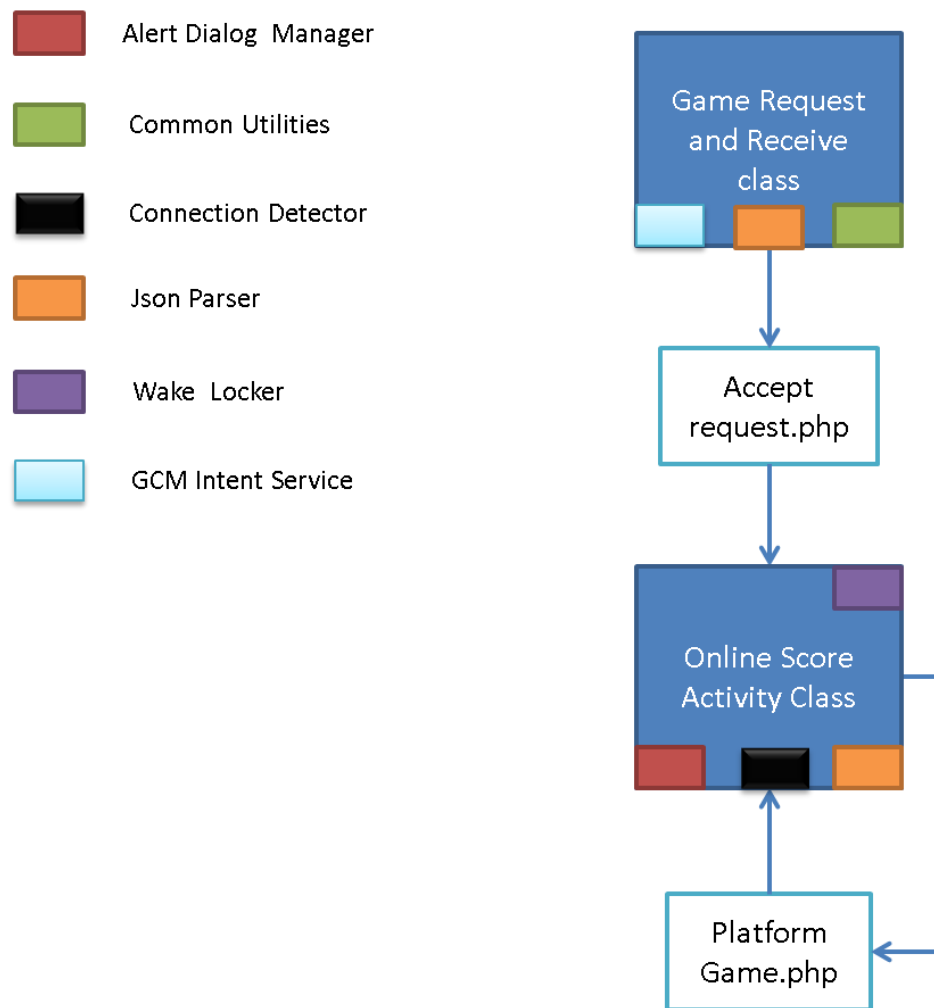 Alert Dialog Manager
Common Utilities
Connection Detector
Json Parser
Wake Locker
GCM Intent Service
Game Request
and Receive
class
Accept
request.php
Online Score
Activity Class
Platform
Game.php